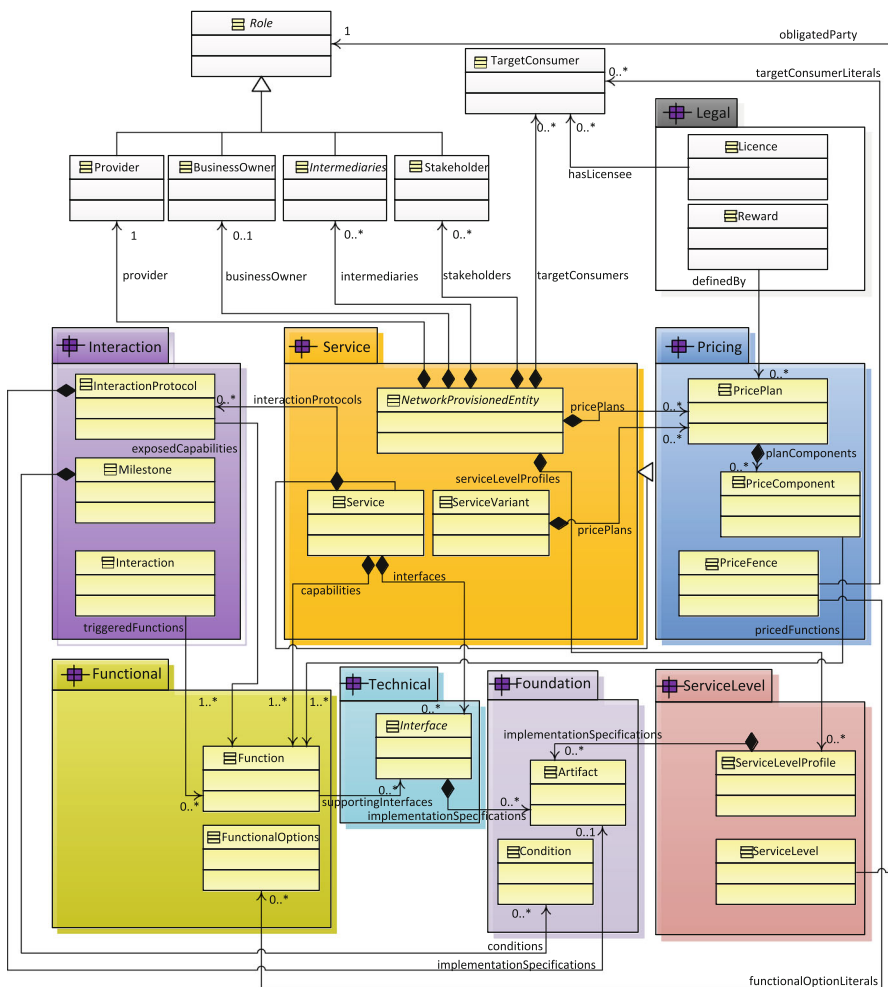 Role
1
obligatedParty
TargetConsumer
0..*
targetConsumerLiterals
0..*
0..*
Legal
Licence
Provider
BusinessOwner
Intermediaries
Stakeholder
hasLicensee
Reward
1
0..1
0..*
0..*
provider
businessOwner
intermediaries
stakeholders
targetConsumers
definedBy
Interaction
Service
Pricing
InteractionProtocol
0..*
interactionProtocols
NetworkProvisionedEntity
pricePlans
0..*
PricePlan
0..*
0..*
exposedCapabilities
planComponents
Milestone
serviceLevelProfiles
0..*
PriceComponent
Service
ServiceVariant
pricePlans
Interaction
capabilities
interfaces
PriceFence
triggeredFunctions
pricedFunctions
Functional
Technical
Foundation
ServiceLevel
1..*
1..*
1..*
0..*
Interface
implementationSpecifications
0..*
0..*
Function
Artifact
ServiceLevelProfile
0..*
0..*
supportingInterfaces
0..*
implementationSpecifications
FunctionalOptions
0..1
Condition
ServiceLevel
0..*
0..*
conditions
implementationSpecifications
functionalOptionLiterals